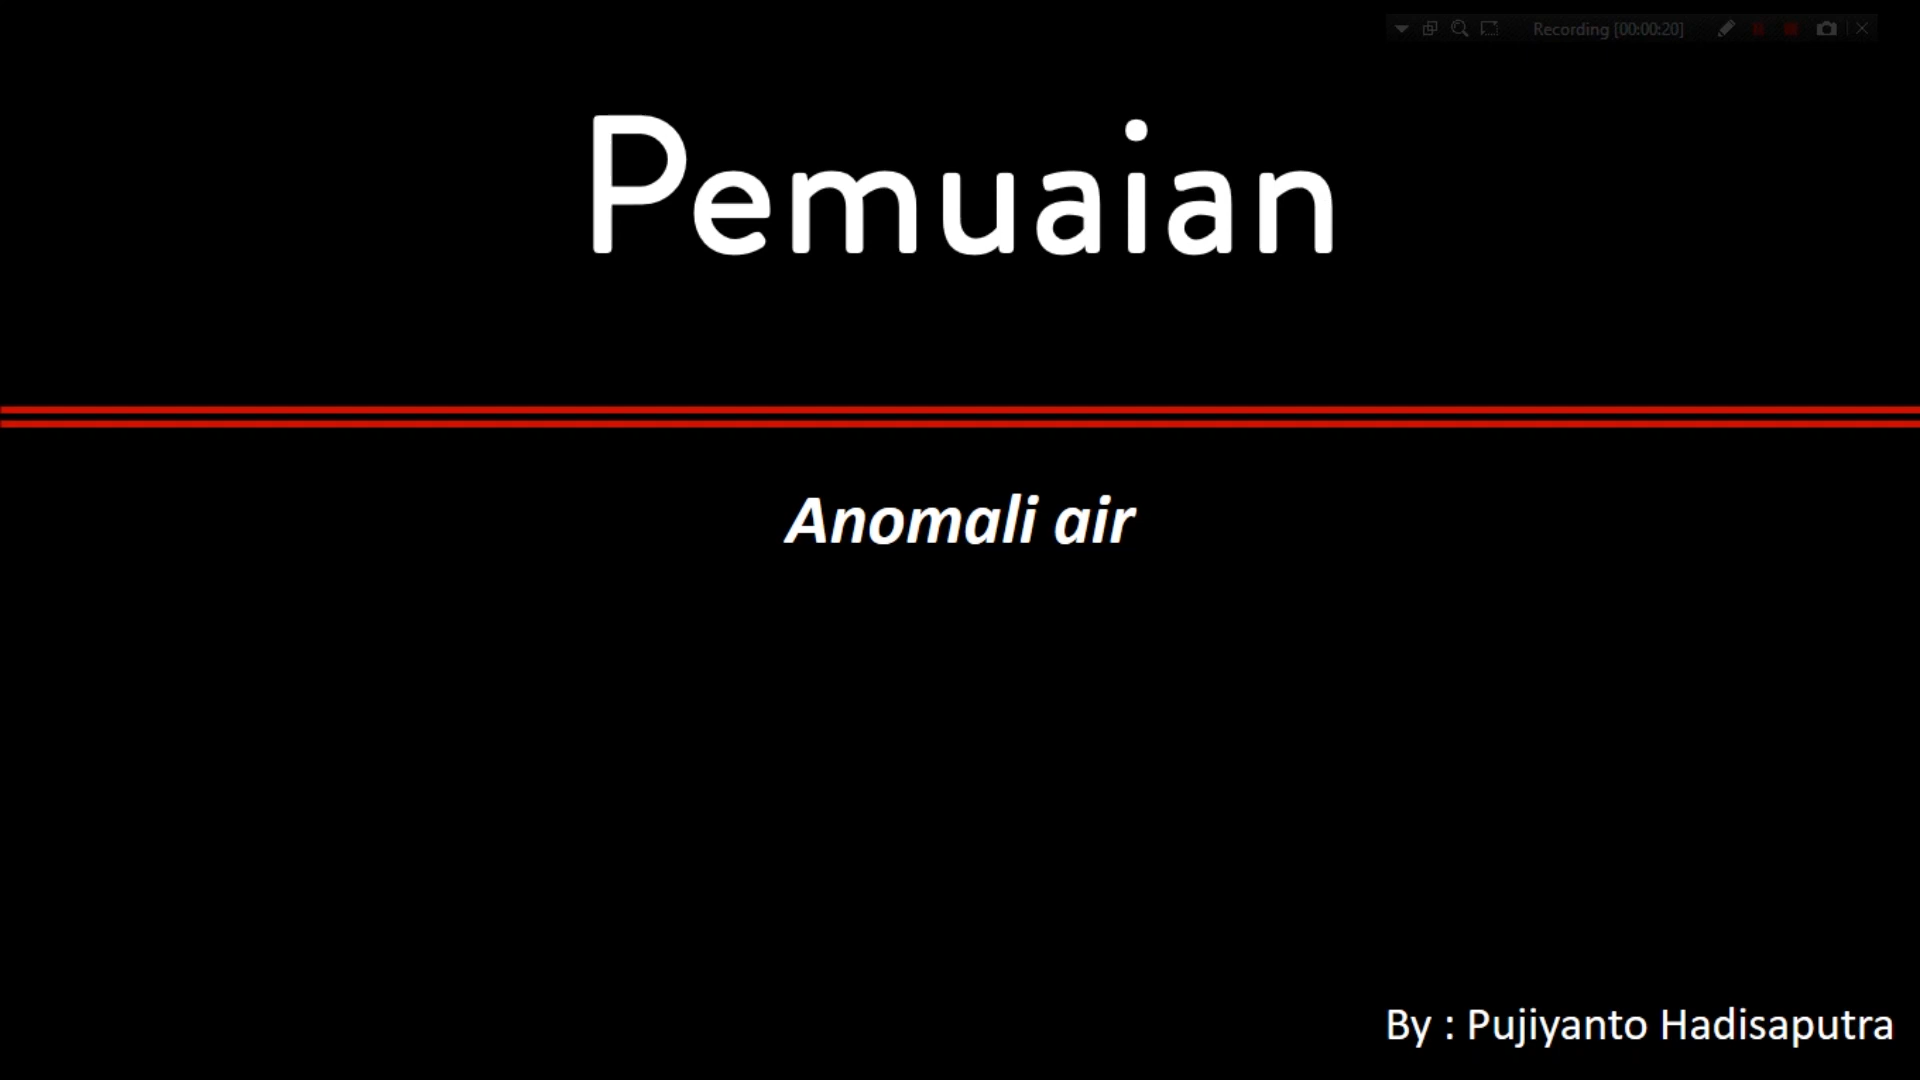 Recording [00:00:20]
Pemuaian
Anomali air
By : Pujiyanto Hadisaputra